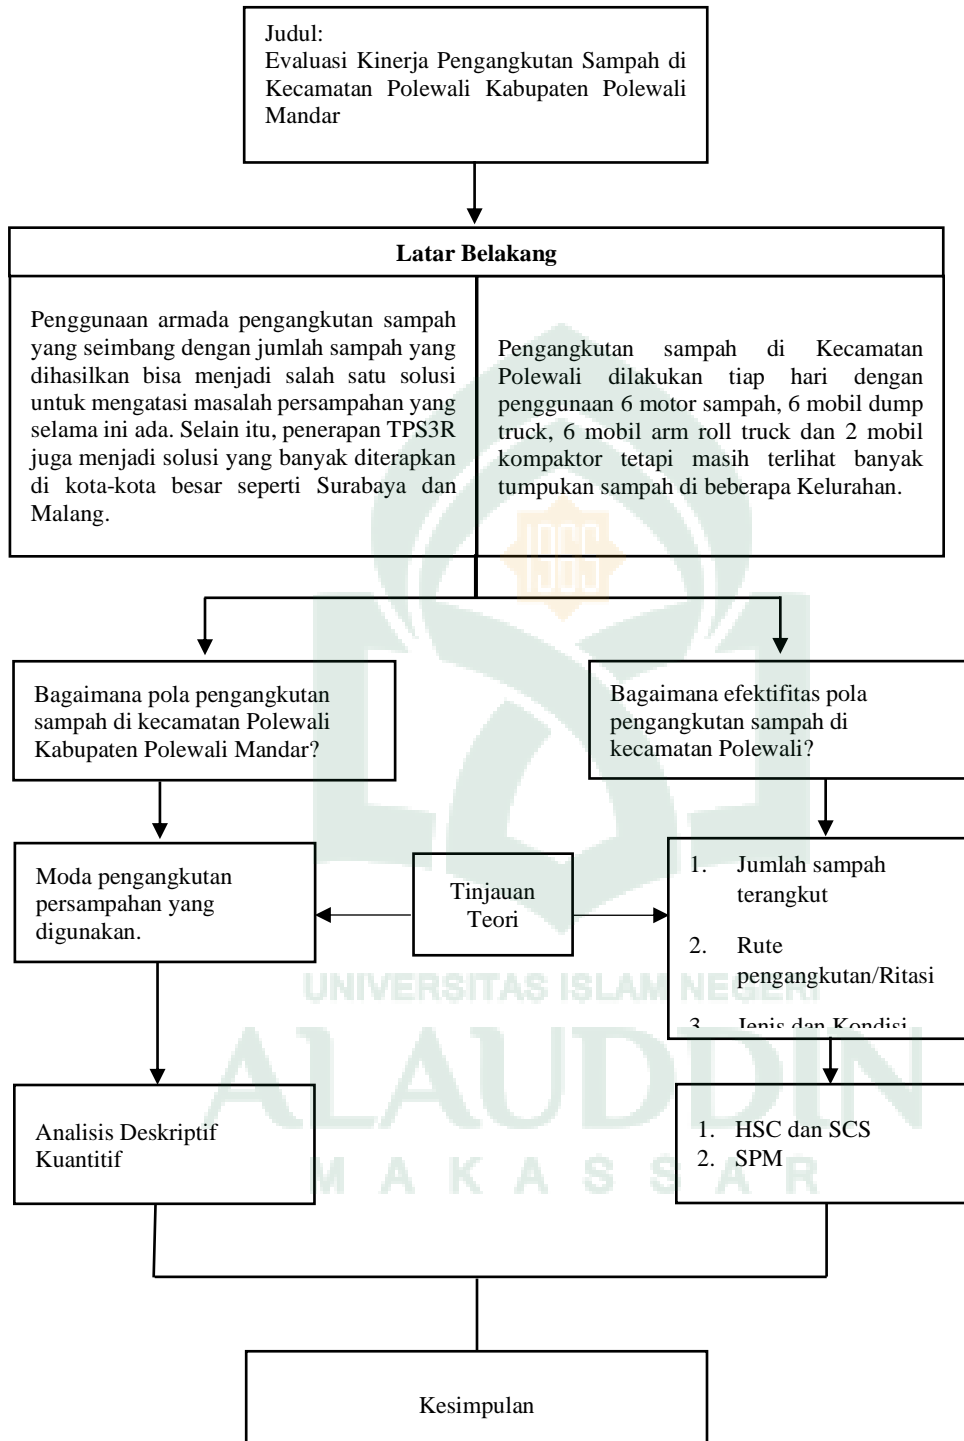 Judul:
Evaluasi Kinerja Pengangkutan Sampah di
Kecamatan Polewali Kabupaten Polewali
Mandar
Latar Belakang
Penggunaan armada pengangkutan sampah
yang seimbang dengan jumlah sampah yang
dihasilkan bisa menjadi salah satu solusi
untuk mengatasi masalah persampahan yang
selama ini ada. Selain itu, penerapan TPS3R
juga menjadi solusi yang banyak diterapkan
di kota-kota besar seperti Surabaya dan
Malang.
Pengangkutan sampah di Kecamatan
Polewali dilakukan tiap hari dengan
penggunaan 6 motor sampah, 6 mobil dump
truck, 6 mobil arm roll truck dan 2 mobil
kompaktor tetapi masih terlihat banyak
tumpukan sampah di beberapa Kelurahan.
1965
Bagaimana pola pengangkutan
sampah di kecamatan Polewali
Kabupaten Polewali Mandar?
Bagaimana efektifitas pola
pengangkutan sampah di
kecamatan Polewali?
Moda pengangkutan
persampahan yang
digunakan.
Tinjauan
Teori
1. Jumlah sampah
terangkut
2. Rute
pengangkutan/Ritasi
3. Jenis dan Kondisi
UNIVERSITAS ISLAM NEGERI
ALAUDDIN
MAKASSAR
Analisis Deskriptif
Kuantitif
1. HSC dan SCS
2. SPM
Kesimpulan